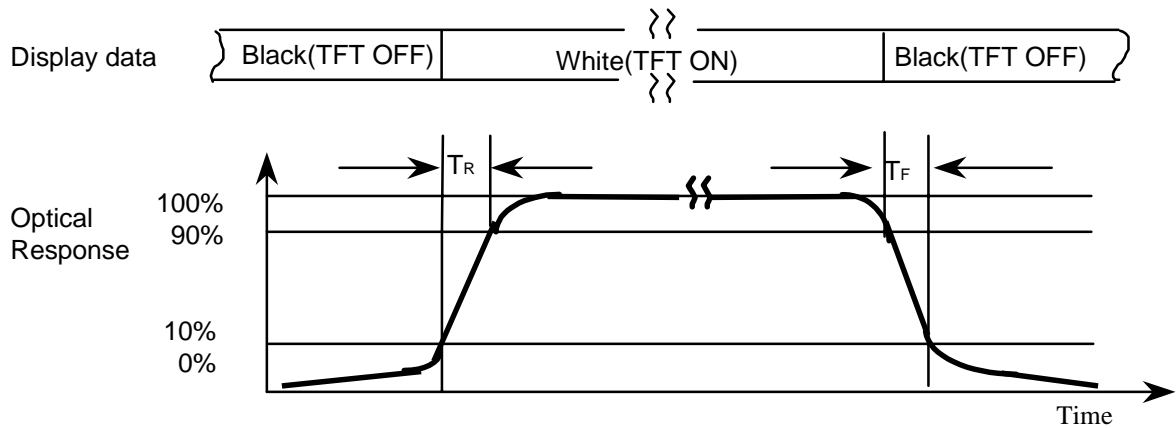 Display data
Black(TFT OFF)
White(TFT ON)
Black(TFT OFF)
TR
TF
Optical
Response
100%
90%
10%
0%
Time